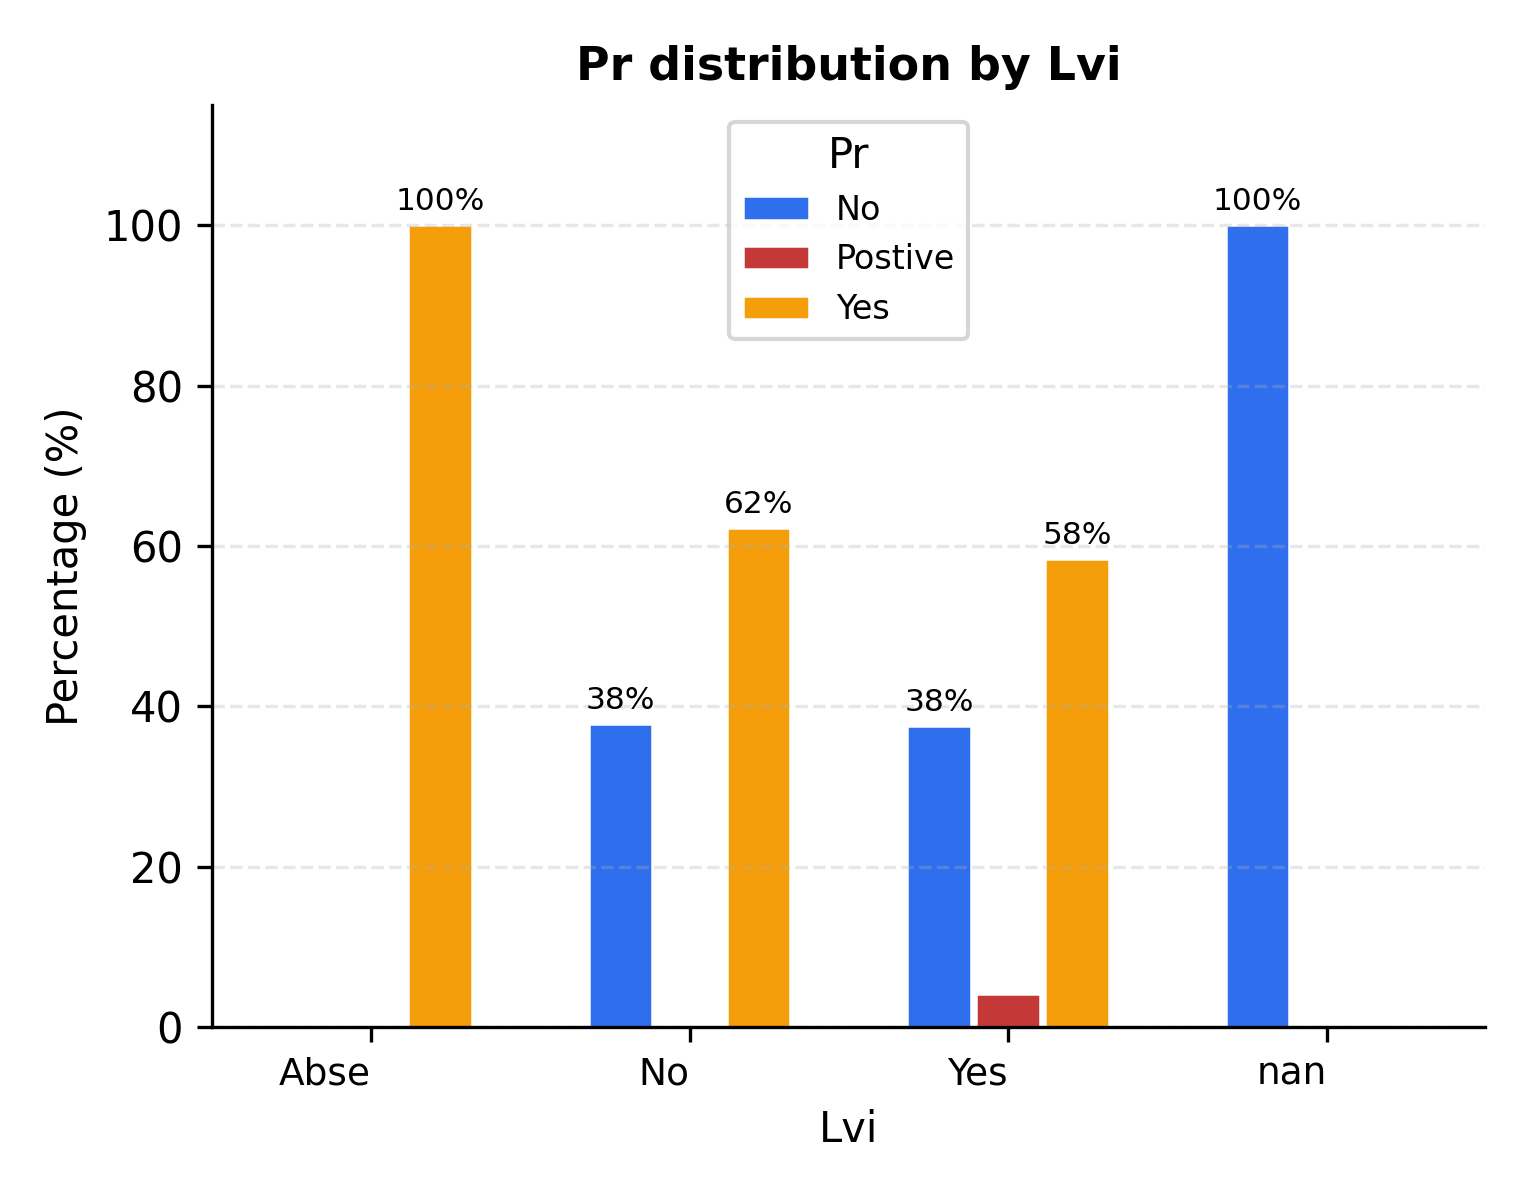 Pr distribution by Lvi
Pr
No
Postive
Yes
100%
62%
38%
58%
38%
100%
Percentage (%)
100
80
60
40
20
0
Abse
No
Yes
nan
Lvi